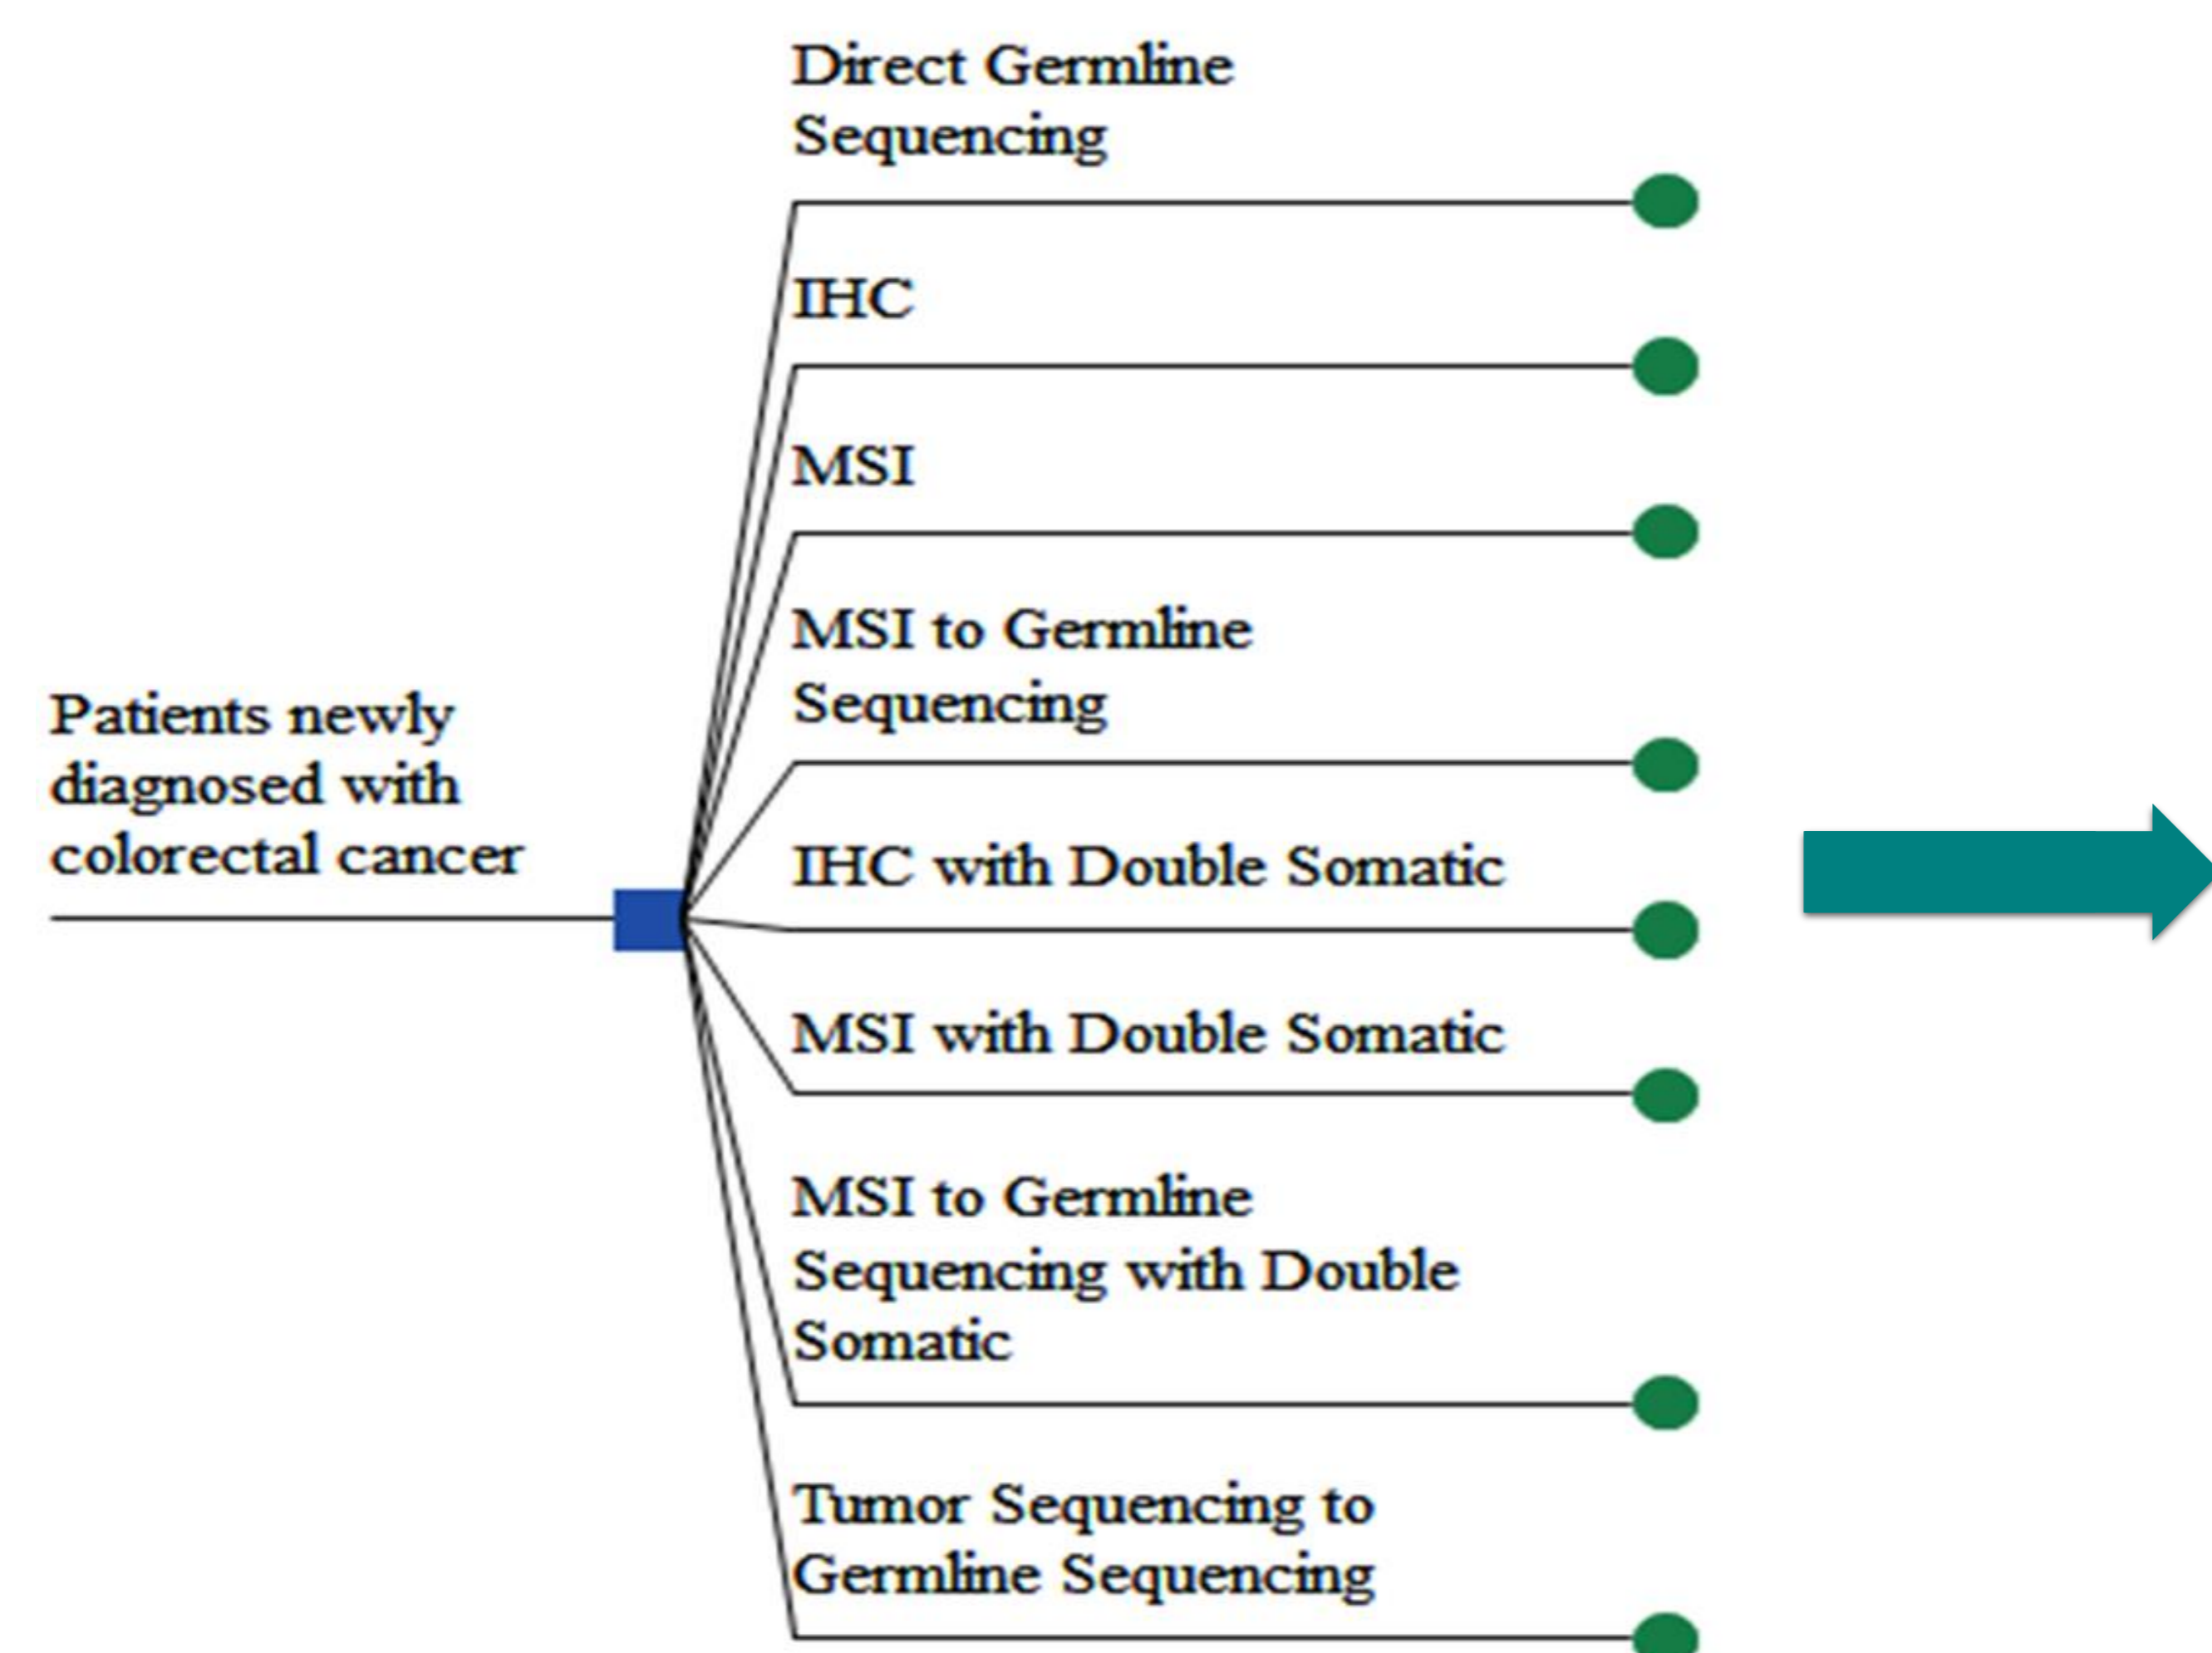 Direct Germline
Sequencing
IHC
MSI
MSI to Germline
Sequencing
Patients newly
diagnosed with
colorectal cancer
IHC with Double Somatic
MSI with Double Somatic
MSI to Germline
Sequencing with Double
Somatic
Tumor Sequencing to
Germline Sequencing